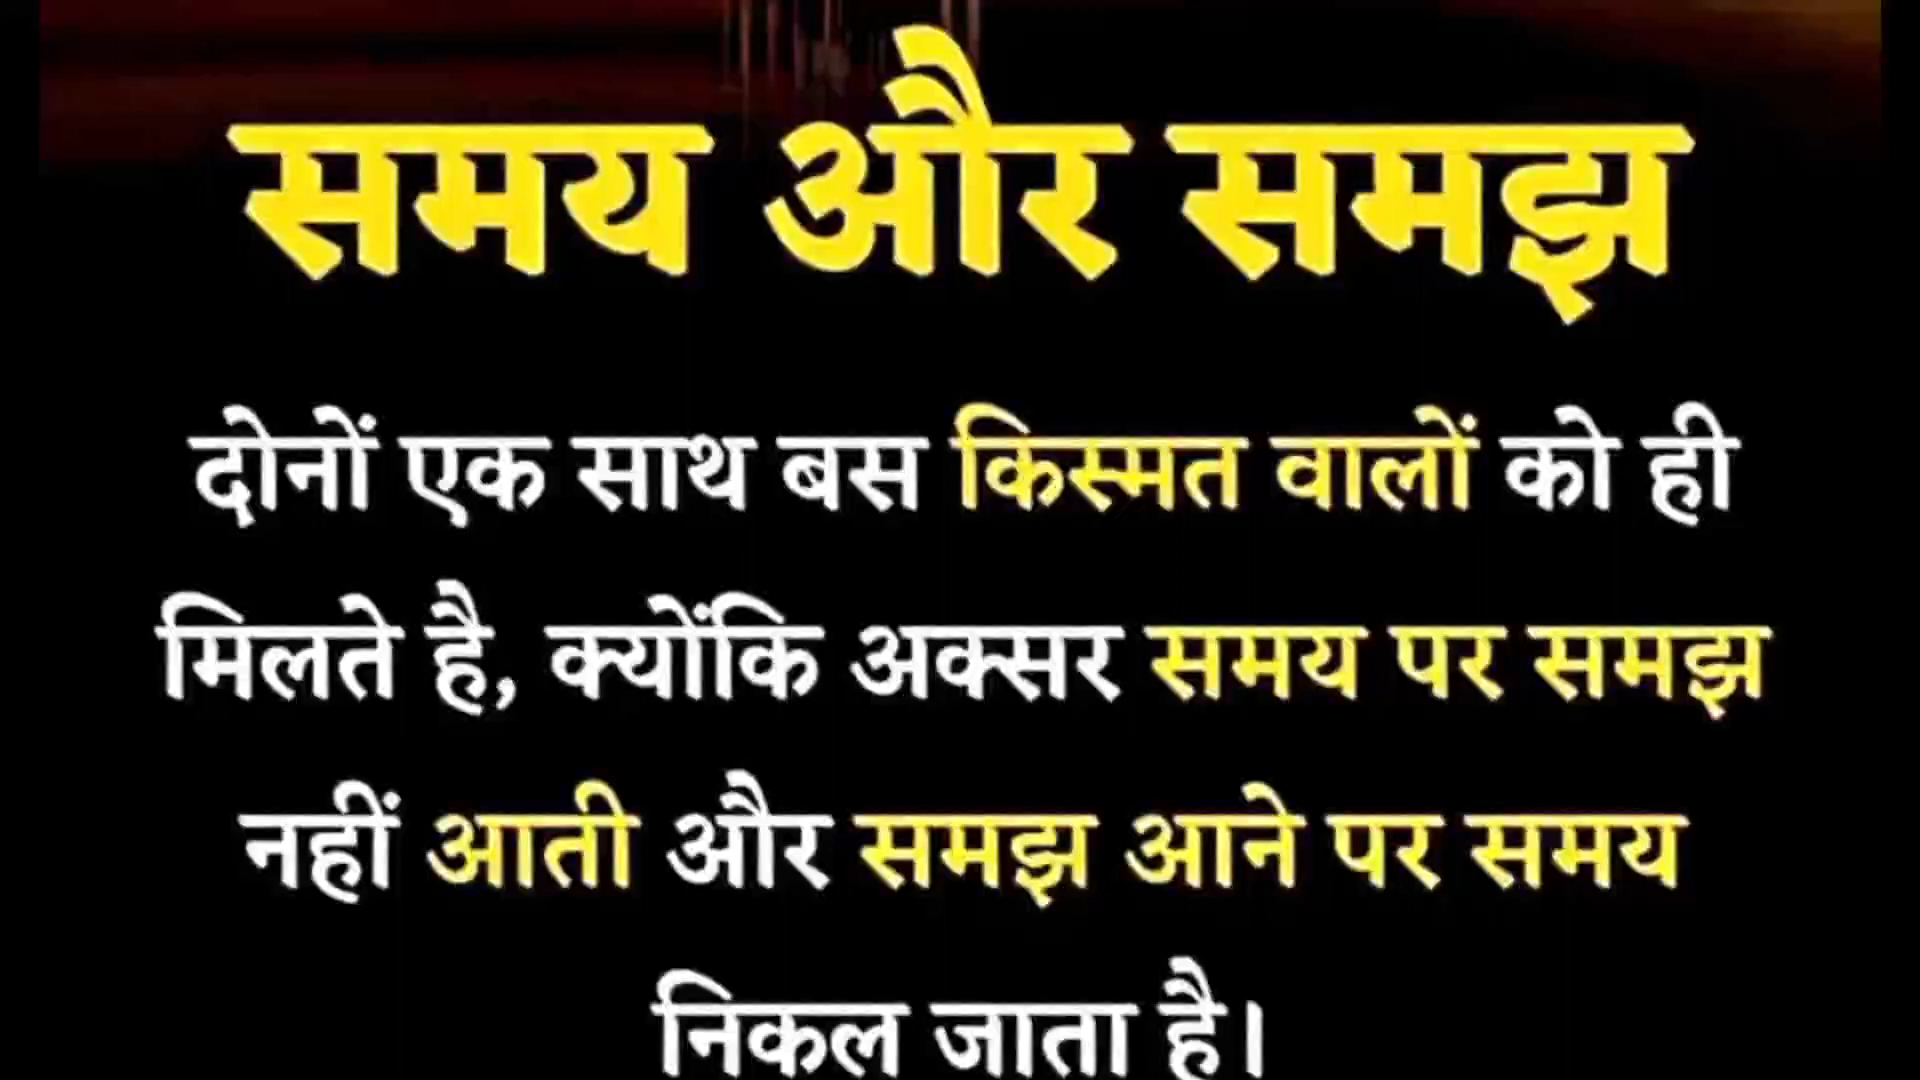 समय और समझ
दोनों एक साथ बस किस्मत वालों को ही
मिलते है, क्योंकि अक्सर समय पर समझ
नहीं आती और समझ आने पर समय
निकल जाता है।